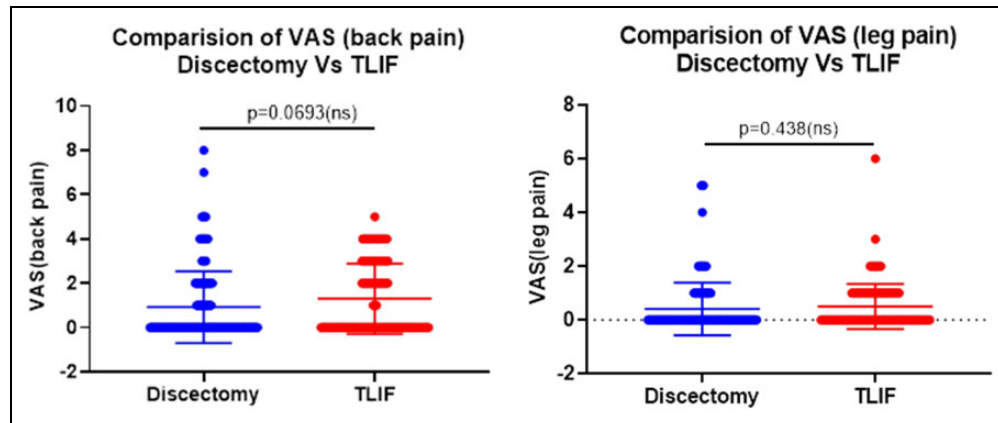 Comparision of VAS (back pain)
Discectomy Vs TLIF
p=0.0693(ns)
VAS(back pain)
10
8
6
4
2
0
-2
Discectomy
TLIF
Comparision of VAS (leg pain)
Discectomy Vs TLIF
p=0.438(ns)
VAS(leg pain)
8
6
4
2
0
-2
Discectomy
TLIF